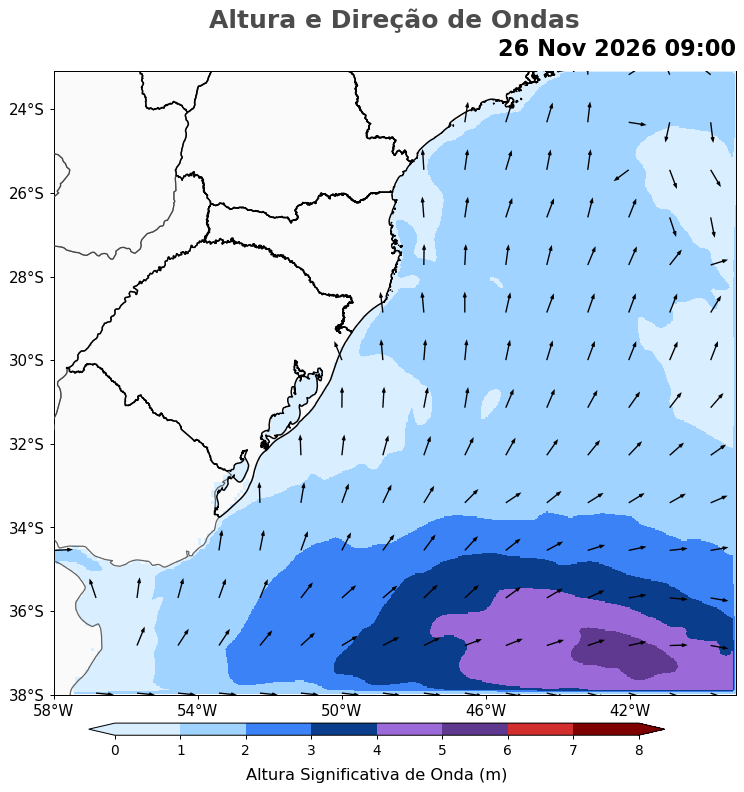 Altura e Direção de Ondas
26 Nov 2026 09:00
24°S
26°S
28°S
30°S
32°S
34°S
36°S
38°S
58°W 54°W 50°W 46°W 42°W
0 1 2 3 4 5 6 7 8
Altura Significativa de Onda (m)